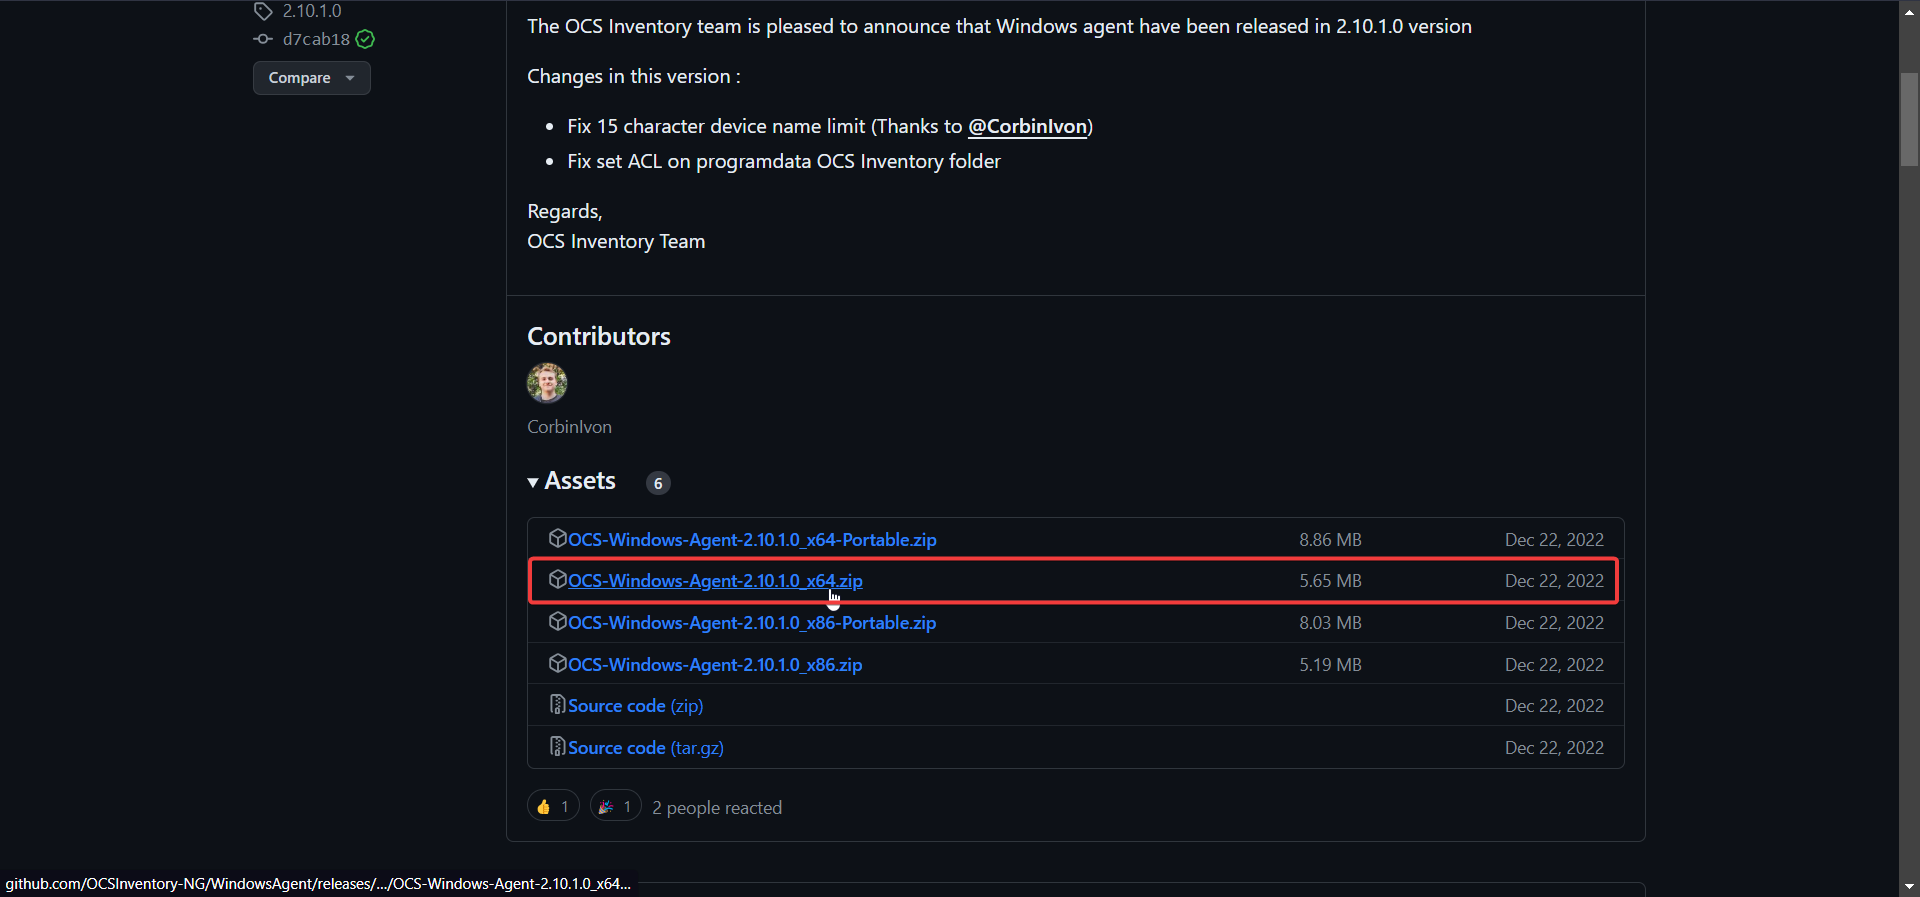 2.10.1.0
d7cab18
Compare
The OCS Inventory team is pleased to announce that Windows agent have been released in 2.10.1.0 version
Changes in this version :
Fix 15 character device name limit (Thanks to @CorbinIvon)
Fix set ACL on programdata OCS Inventory folder
Regards,
OCS Inventory Team
Contributors
CorbinIvon
Assets 6
OCS-Windows-Agent-2.10.1.0_x64-Portable.zip 8.86 MB Dec 22, 2022
OCS-Windows-Agent-2.10.1.0_x64.zip 5.65 MB Dec 22, 2022
OCS-Windows-Agent-2.10.1.0_x86-Portable.zip 8.03 MB Dec 22, 2022
OCS-Windows-Agent-2.10.1.0_x86.zip 5.19 MB Dec 22, 2022
Source code (zip) Dec 22, 2022
Source code (tar.gz) Dec 22, 2022
👍 1 🎉 1 2 people reacted
github.com/OCSInventory-NG/WindowsAgent/releases/.../OCS-Windows-Agent-2.10.1.0_x64...